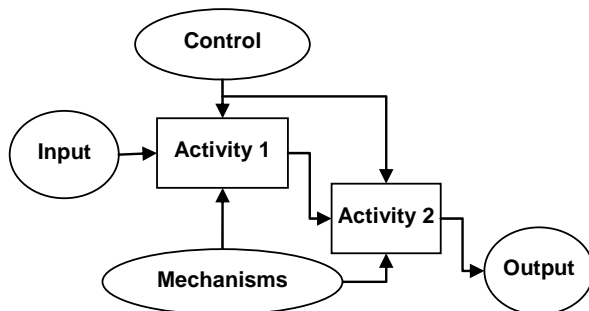 Control
Input
Activity 1
Activity 2
Mechanisms
Output